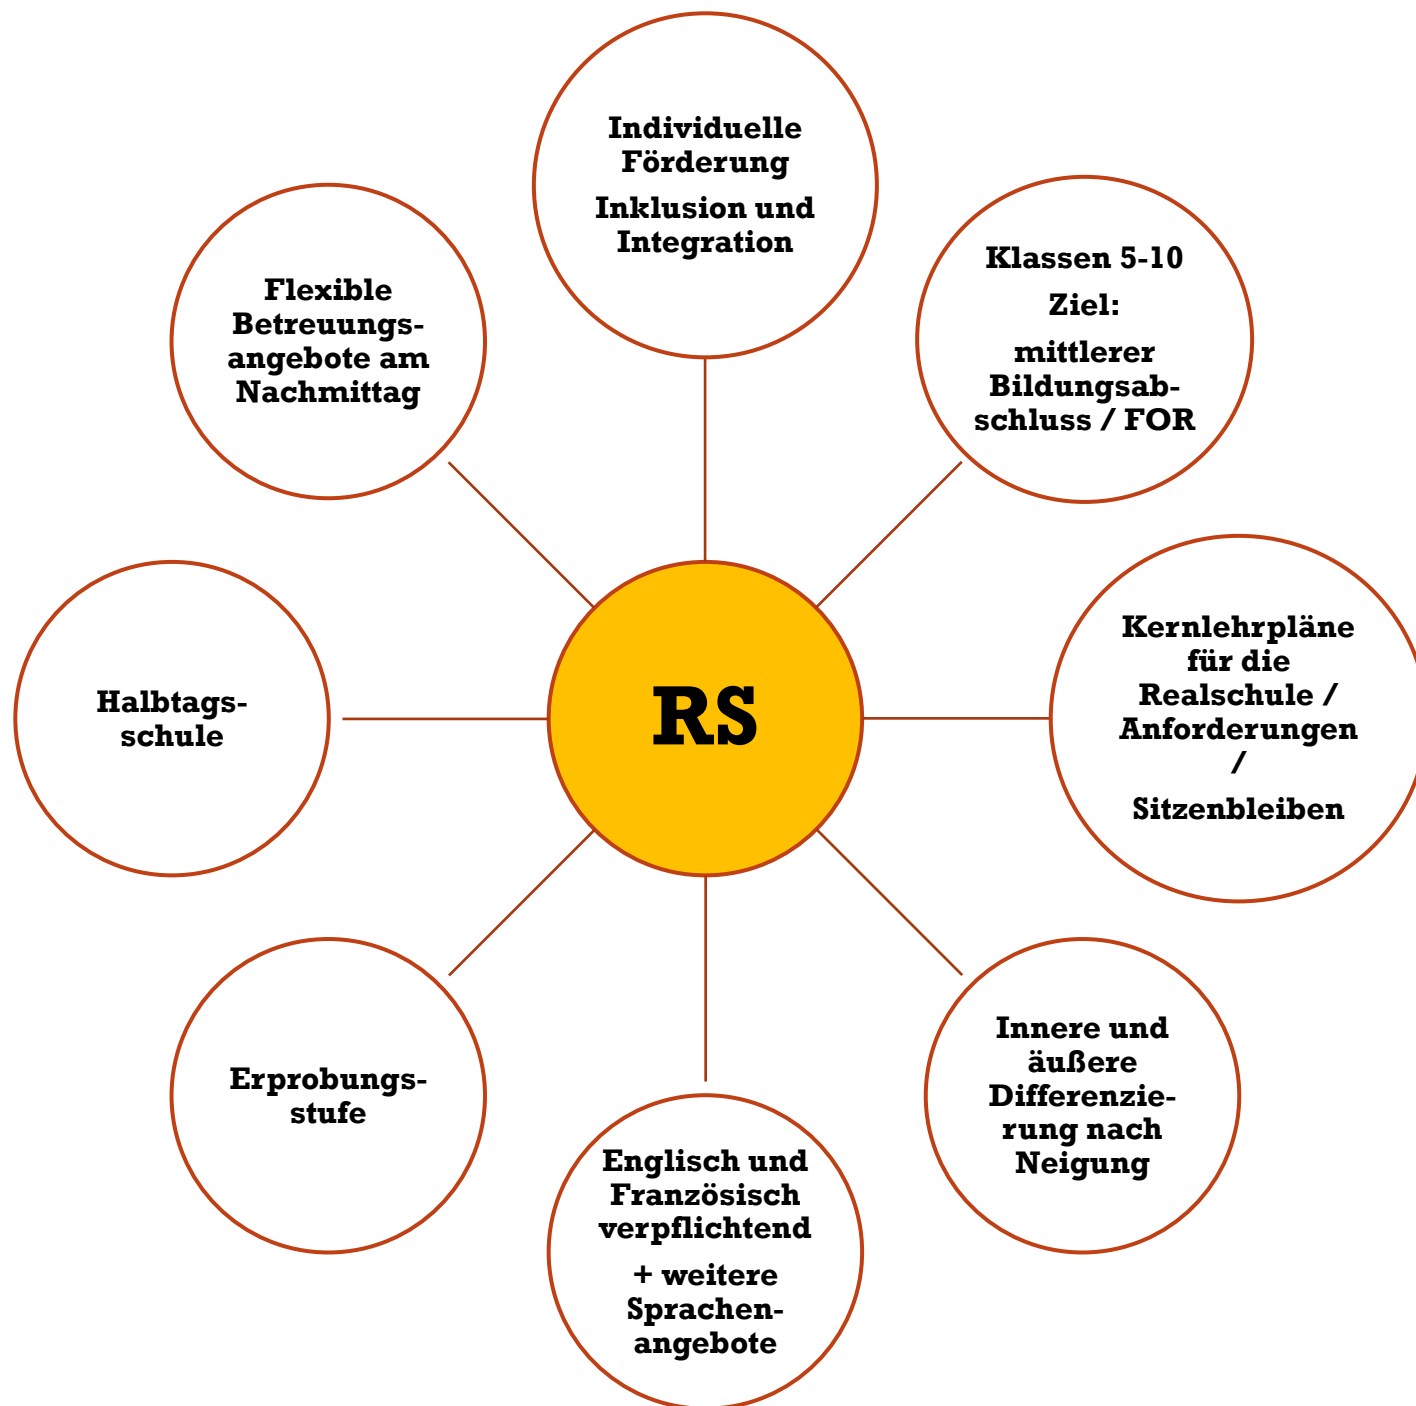 Individuelle
Förderung
Inklusion und
Integration
Klassen 5-10
Ziel:
mittlerer
Bildungsab-
schluss / FOR
Kernlehrpläne
für die
Realschule /
Anforderungen
/
Sitzenbleiben
Innere und
äußere
Differenzie-
rung nach
Neigung
Englisch und
Französisch
verpflichtend
+ weitere
Sprachen-
angebote
Erprobungs-
stufe
Halbtags-
schule
Flexible
Betreuungs-
angebote am
Nachmittag
RS